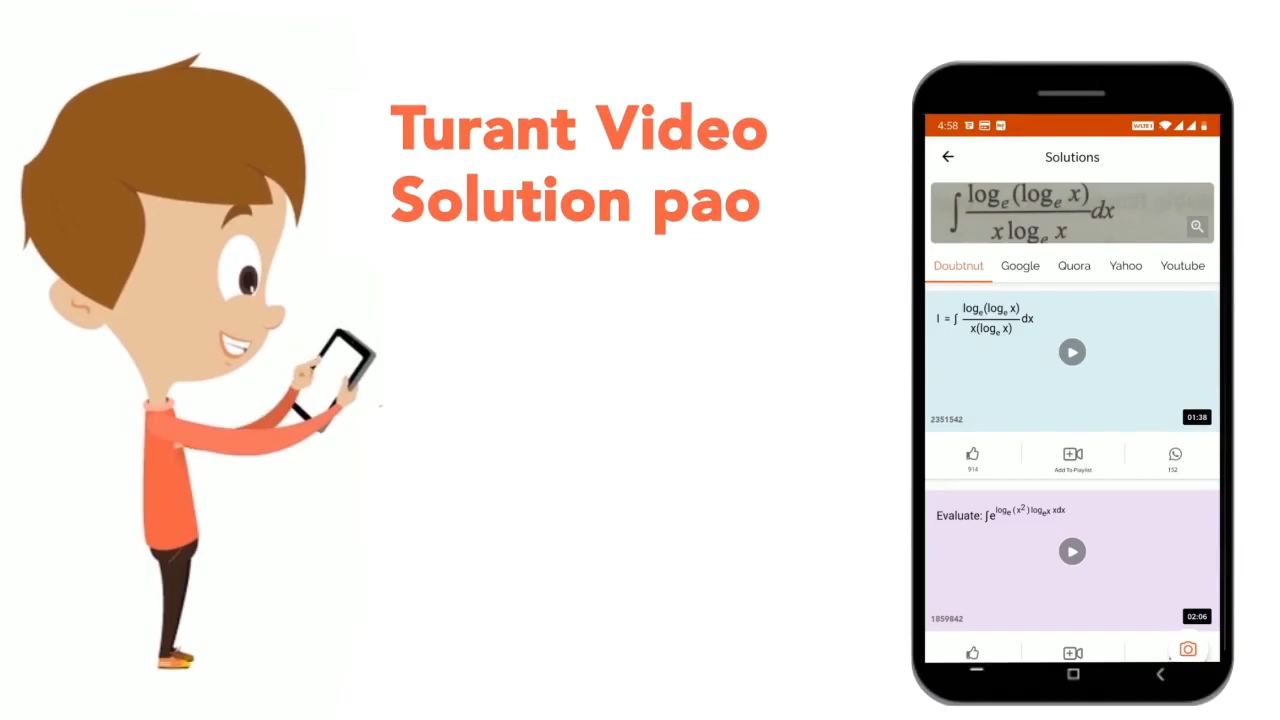 Turant Video
Solution pao
4:58
VoLTE1
Solutions
∫ logₑ(logₑ x) / x logₑ x dx
Doubtnut Google Quora Yahoo Youtube
I = ∫ logₑ(logₑ x) / x(logₑ x) dx
2351542 01:38
914 Add To Playlist 152
Evaluate: ∫e^logₑ(x²)logₑx xdx
1859842 02:06